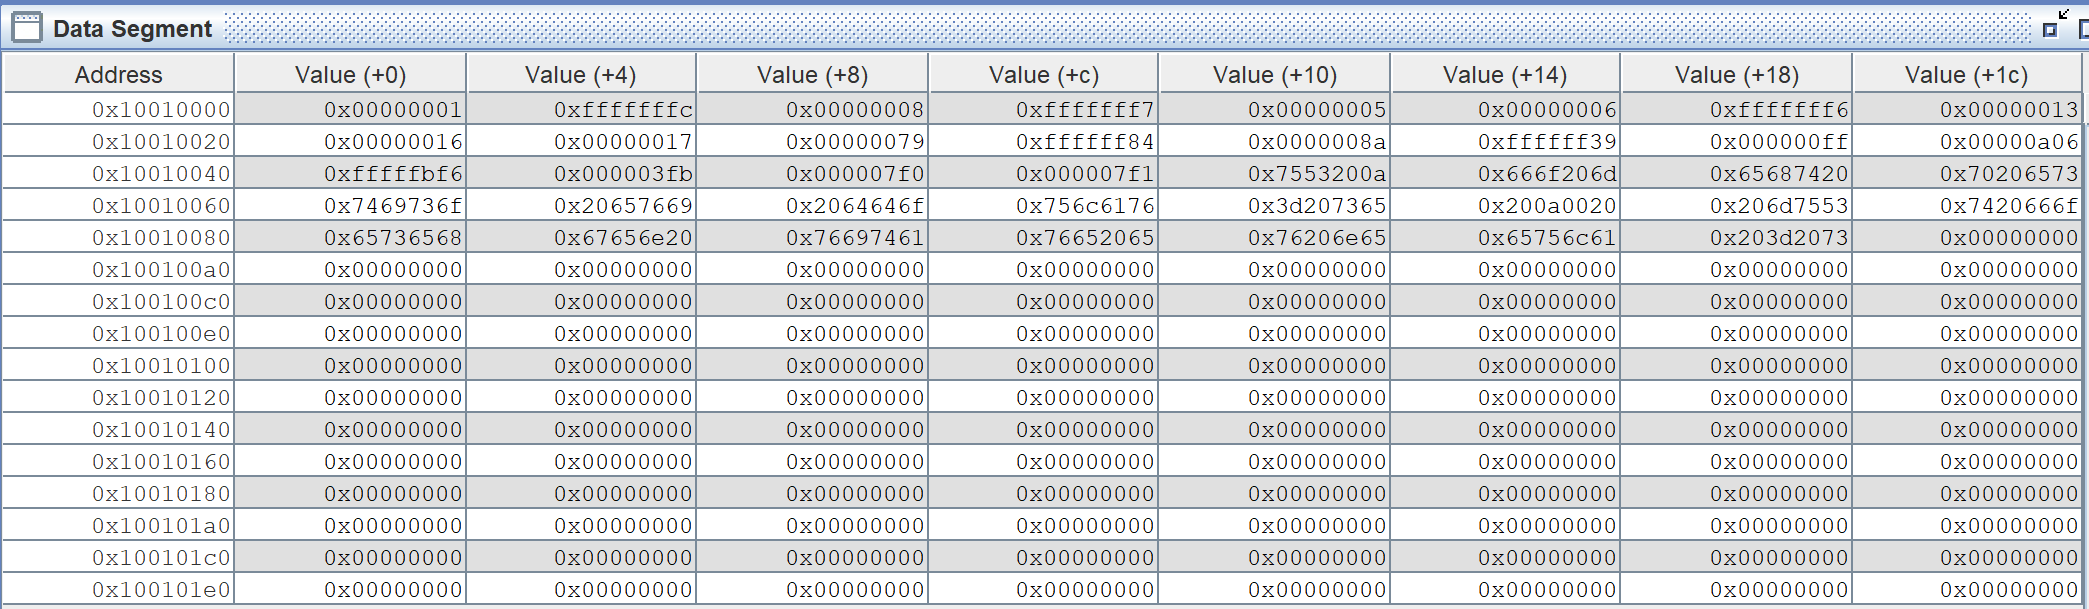 Data Segment
Address Value (+0) Value (+4) Value (+8) Value (+c) Value (+10) Value (+14) Value (+18) Value (+1c)
0x10010000 0x00000001 0xfffffffc 0x00000008 0xfffffff7 0x00000005 0x00000006 0xfffffff6 0x00000013
0x10010020 0x00000016 0x00000017 0x00000079 0xffffff84 0x0000008a 0xffffff39 0x000000ff 0x00000a06
0x10010040 0xfffffbf6 0x000003fb 0x000007f0 0x000007f1 0x7553200a 0x666f206d 0x65687420 0x70206573
0x10010060 0x7469736f 0x20657669 0x2064646f 0x756c6176 0x3d207365 0x200a0020 0x206d7553 0x7420666f
0x10010080 0x65736568 0x67656e20 0x76697461 0x76652065 0x76206e65 0x65756c61 0x203d2073 0x00000000
0x100100a0 0x00000000 0x00000000 0x00000000 0x00000000 0x00000000 0x00000000 0x00000000 0x00000000
0x100100c0 0x00000000 0x00000000 0x00000000 0x00000000 0x00000000 0x00000000 0x00000000 0x00000000
0x100100e0 0x00000000 0x00000000 0x00000000 0x00000000 0x00000000 0x00000000 0x00000000 0x00000000
0x10010100 0x00000000 0x00000000 0x00000000 0x00000000 0x00000000 0x00000000 0x00000000 0x00000000
0x10010120 0x00000000 0x00000000 0x00000000 0x00000000 0x00000000 0x00000000 0x00000000 0x00000000
0x10010140 0x00000000 0x00000000 0x00000000 0x00000000 0x00000000 0x00000000 0x00000000 0x00000000
0x10010160 0x00000000 0x00000000 0x00000000 0x00000000 0x00000000 0x00000000 0x00000000 0x00000000
0x10010180 0x00000000 0x00000000 0x00000000 0x00000000 0x00000000 0x00000000 0x00000000 0x00000000
0x100101a0 0x00000000 0x00000000 0x00000000 0x00000000 0x00000000 0x00000000 0x00000000 0x00000000
0x100101c0 0x00000000 0x00000000 0x00000000 0x00000000 0x00000000 0x00000000 0x00000000 0x00000000
0x100101e0 0x00000000 0x00000000 0x00000000 0x00000000 0x00000000 0x00000000 0x00000000 0x00000000